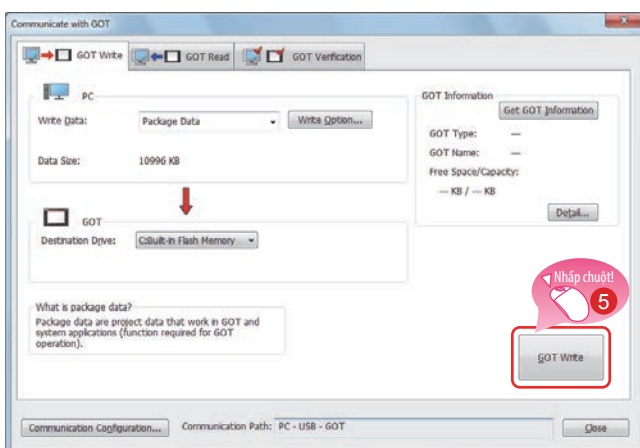 Communicate with GOT
GOT Write
GOT Read
GOT Verification
PC
Write Data:
Package Data
Write Option...
Data Size:
10996 KB
GOT
Destination Drive:
C:Built-in Flash Memory
What is package data?
Package data are project data that work in GOT and
system applications (function required for GOT
operation).
GOT Information
Get GOT Information
GOT Type: ---
GOT Name: ---
Free Space/Capacity:
--- KB / --- KB
Detail...
Nhấp chuột!
5
GOT Write
Communication Configuration...
Communication Path: PC - USB - GOT
Close